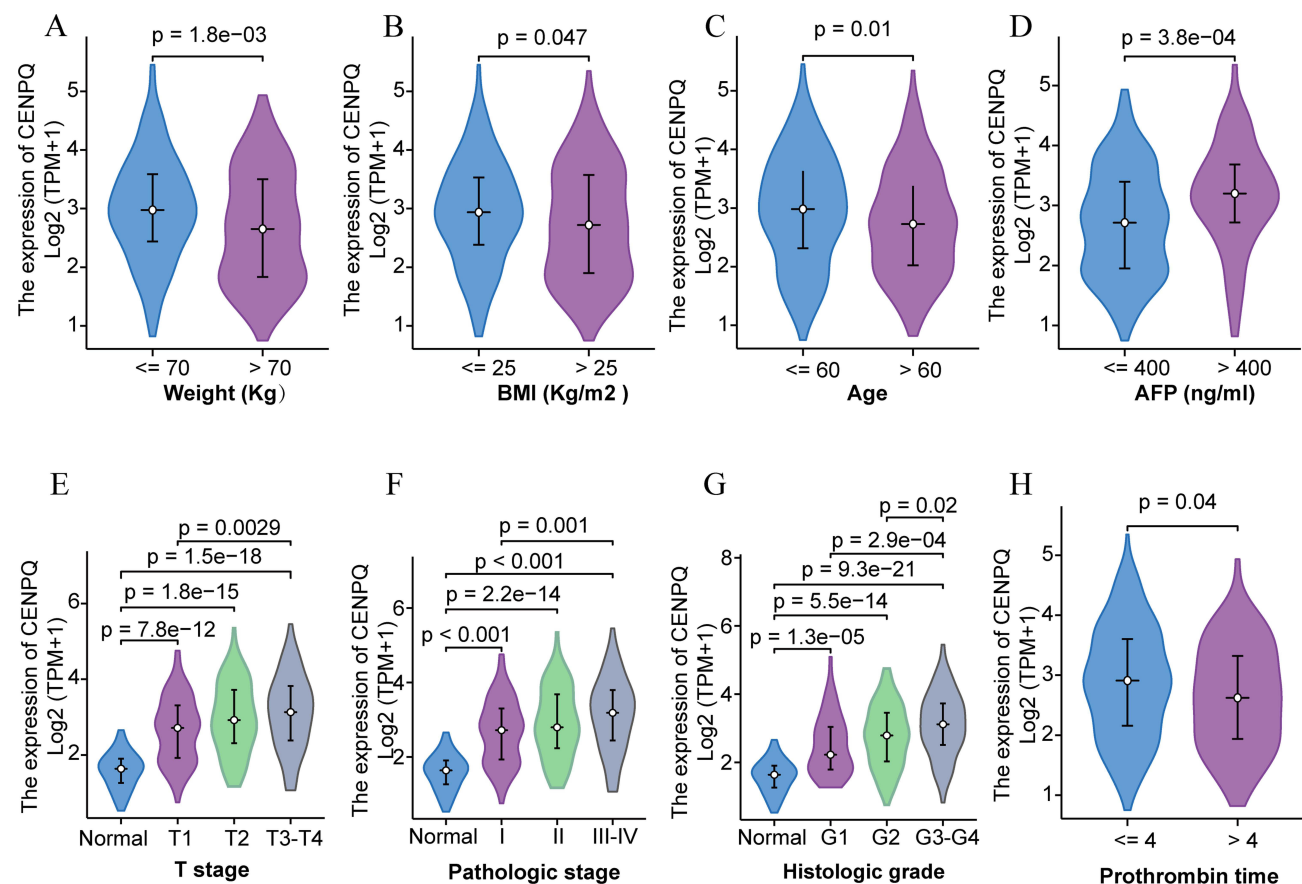 A
p = 1.8e−03
The expression of CENPQ
Log2 (TPM+1)
5
4
3
2
1
<= 70
> 70
Weight (Kg)
B
p = 0.047
The expression of CENPQ
Log2 (TPM+1)
5
4
3
2
1
<= 25
> 25
BMI (Kg/m2 )
C
p = 0.01
The expression of CENPQ
Log2 (TPM+1)
5
4
3
2
1
<= 60
> 60
Age
D
p = 3.8e−04
The expression of CENPQ
Log2 (TPM+1)
5
4
3
2
1
<= 400
> 400
AFP (ng/ml)
E
p = 0.0029
p = 1.5e−18
p = 1.8e−15
p = 7.8e−12
The expression of CENPQ
Log2 (TPM+1)
6
4
2
Normal
T1
T2
T3-T4
T stage
F
p = 0.001
p < 0.001
p = 2.2e−14
p < 0.001
The expression of CENPQ
Log2 (TPM+1)
6
4
2
Normal
I
II
III-IV
Pathologic stage
G
p = 0.02
p = 2.9e−04
p = 9.3e−21
p = 5.5e−14
p = 1.3e−05
The expression of CENPQ
Log2 (TPM+1)
8
6
4
2
Normal
G1
G2
G3-G4
Histologic grade
H
p = 0.04
The expression of CENPQ
Log2 (TPM+1)
5
4
3
2
1
<= 4
> 4
Prothrombin time